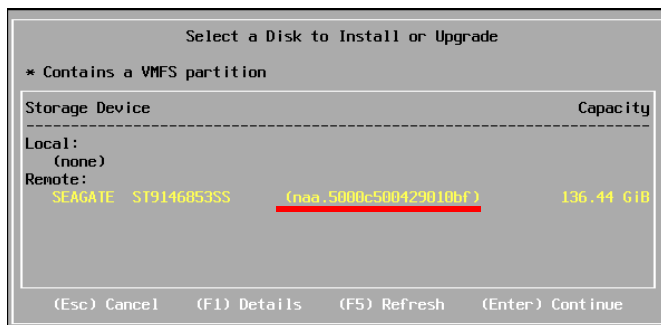 Select a Disk to Install or Upgrade
* Contains a VMFS partition
Storage Device Capacity
Local:
(none)
Remote:
SEAGATE ST9146853SS (naa.5000c500429010bf) 136.44 GiB
(Esc) Cancel (F1) Details (F5) Refresh (Enter) Continue